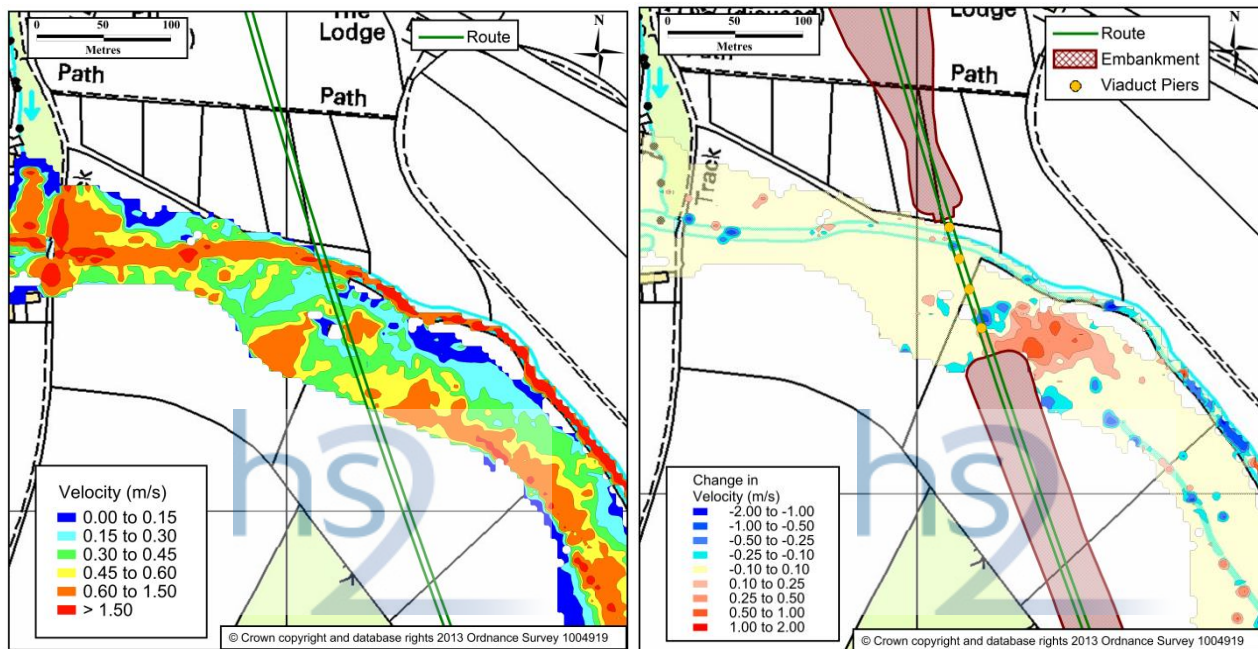 0 50 100
Metres
The
Lodge
Route
N
Path
Path
hs2
Velocity (m/s)
0.00 to 0.15
0.15 to 0.30
0.30 to 0.45
0.45 to 0.60
0.60 to 1.50
> 1.50
© Crown copyright and database rights 2013 Ordnance Survey 1004919
0 50 100
Metres
Lodge
N
Route
Embankment
Viaduct Piers
Path
Path
Track
hs2
Change in
Velocity (m/s)
-2.00 to -1.00
-1.00 to -0.50
-0.50 to -0.25
-0.25 to -0.10
-0.10 to 0.10
0.10 to 0.25
0.25 to 0.50
0.50 to 1.00
1.00 to 2.00
© Crown copyright and database rights 2013 Ordnance Survey 1004919